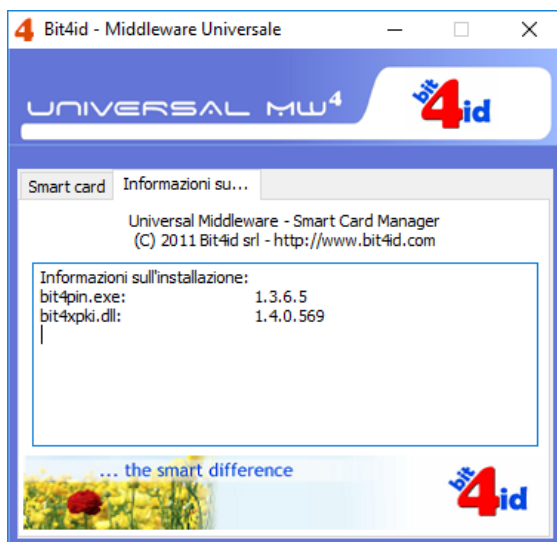 4 Bit4id - Middleware Universale
UNIVERSAL MW4
bit4id
Smart card
Informazioni su...
Universal Middleware - Smart Card Manager
(C) 2011 Bit4id srl - http://www.bit4id.com
Informazioni sull'installazione:
bit4pin.exe: 1.3.6.5
bit4xpki.dll: 1.4.0.569
... the smart difference
bit4id